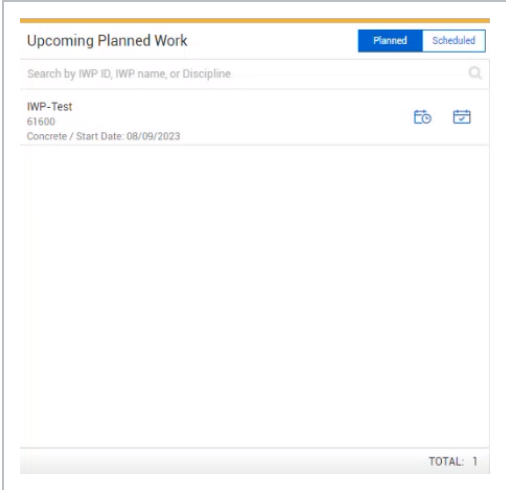 Upcoming Planned Work
Planned
Scheduled
Search by IWP ID, IWP name, or Discipline
IWP-Test
61600
Concrete / Start Date: 08/09/2023
TOTAL: 1